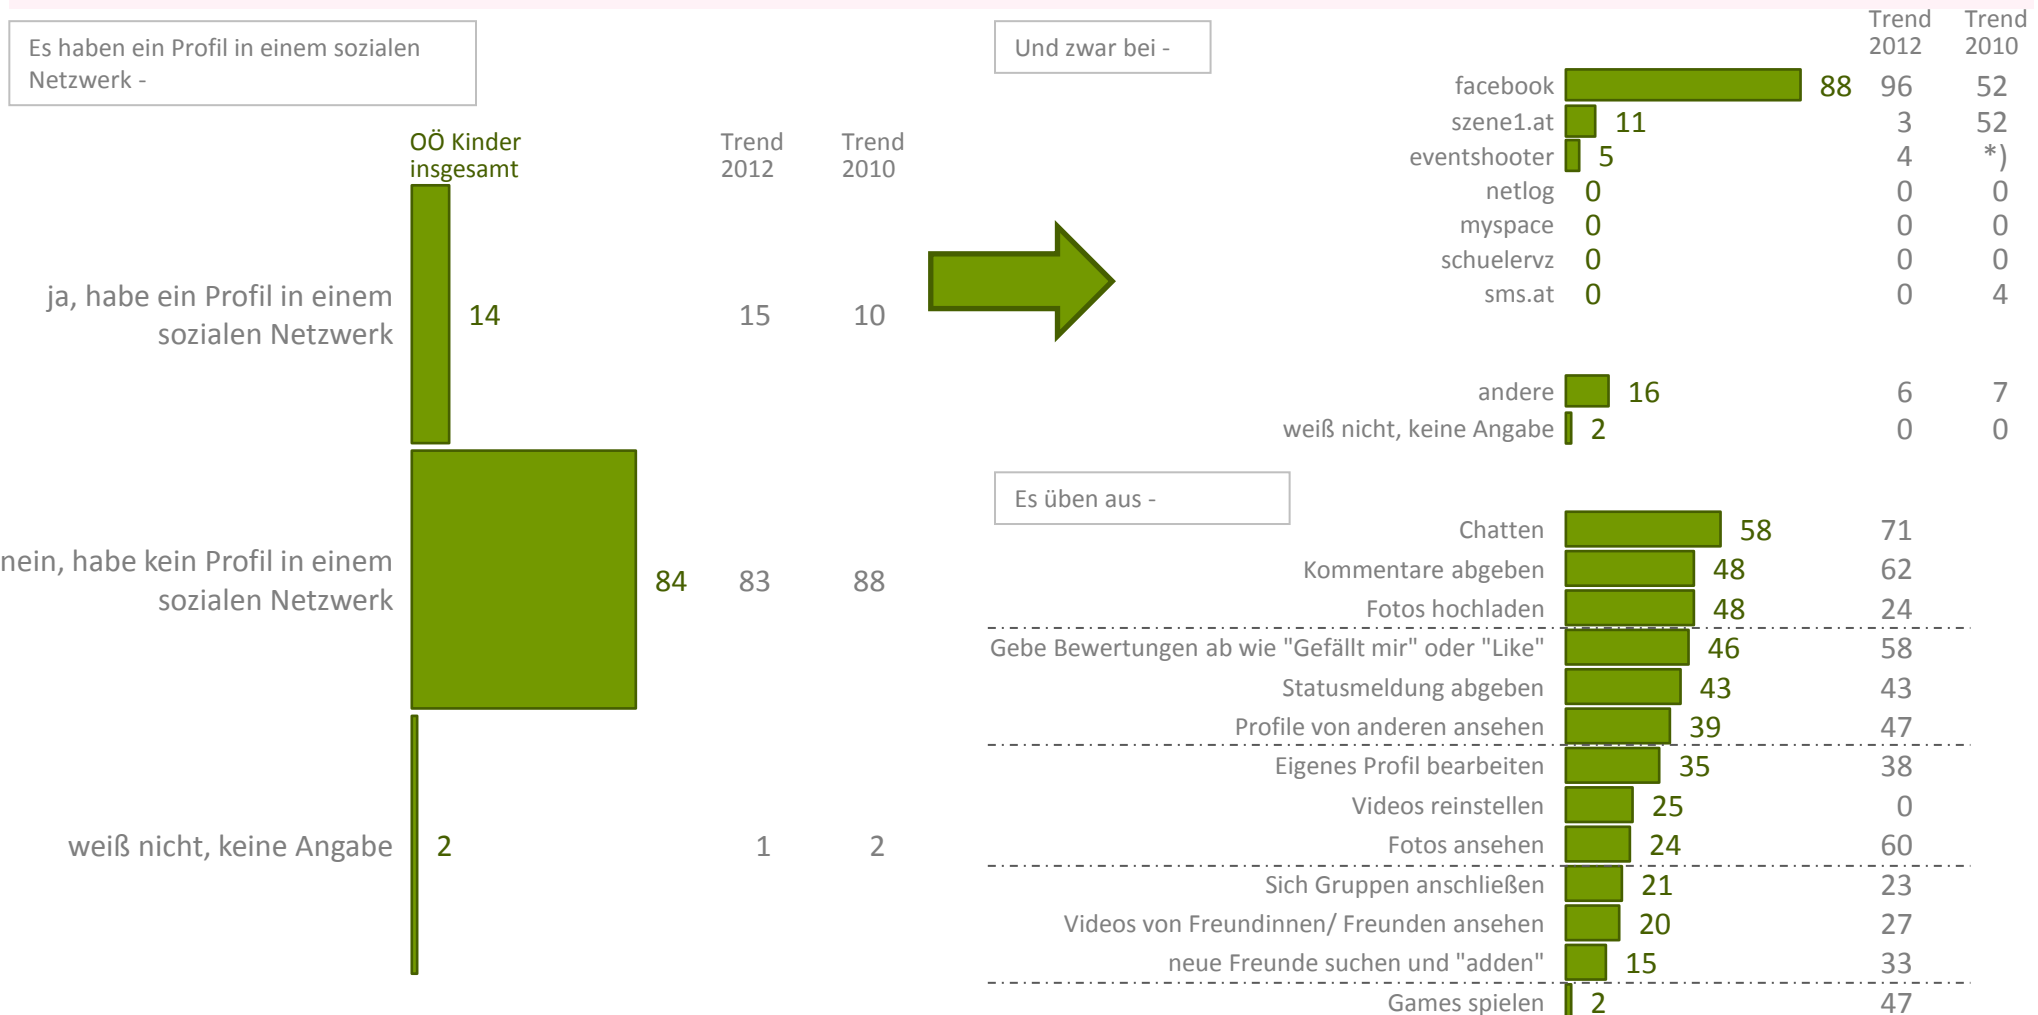 Es haben ein Profil in einem sozialen
Netzwerk -
OÖ Kinder
insgesamt
Trend
2012
Trend
2010
ja, habe ein Profil in einem
sozialen Netzwerk
14 15 10
nein, habe kein Profil in einem
sozialen Netzwerk
84 83 88
weiß nicht, keine Angabe 2 1 2
Und zwar bei -
Trend
2012
Trend
2010
facebook 88 96 52
szene1.at 11 3 52
eventshooter 5 4 *)
netlog 0 0 0
myspace 0 0 0
schuelervz 0 0 0
sms.at 0 0 4
andere 16 6 7
weiß nicht, keine Angabe 2 0 0
Es üben aus -
Chatten 58 71
Kommentare abgeben 48 62
Fotos hochladen 48 24
Gebe Bewertungen ab wie "Gefällt mir" oder "Like" 46 58
Statusmeldung abgeben 43 43
Profile von anderen ansehen 39 47
Eigenes Profil bearbeiten 35 38
Videos reinstellen 25 0
Fotos ansehen 24 60
Sich Gruppen anschließen 21 23
Videos von Freundinnen/ Freunden ansehen 20 27
neue Freunde suchen und "adden" 15 33
Games spielen 2 47